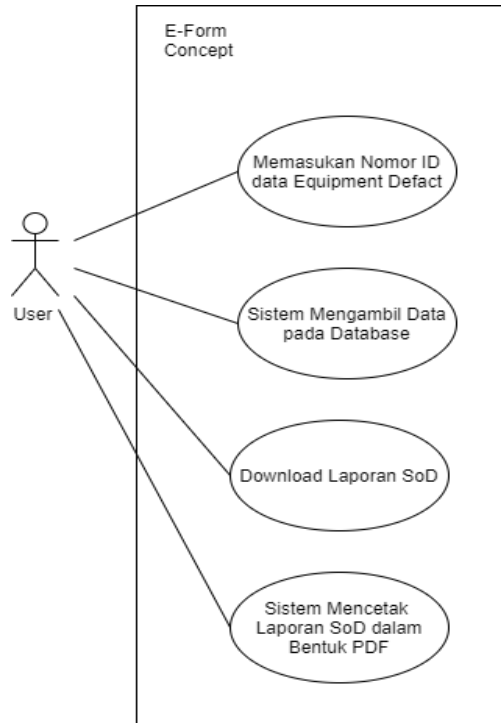 E-Form
Concept
Memasukan Nomor ID
data Equipment Defact
User
Sistem Mengambil Data
pada Database
Download Laporan SoD
Sistem Mencetak
Laporan SoD dalam
Bentuk PDF